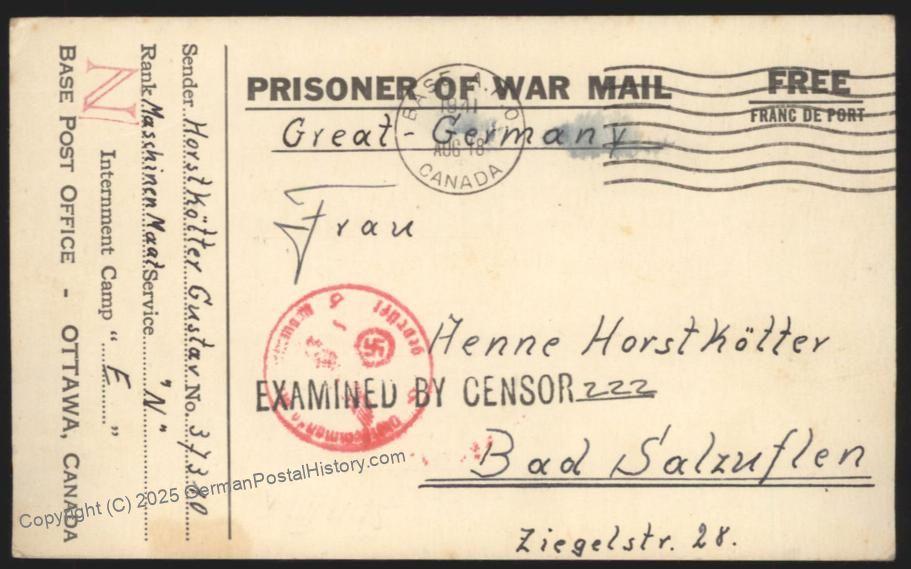 PRISONER OF WAR MAIL
FREE
FRANC DE PORT
BASE A.P.O.
1941
AUG 18
CANADA
Great-Germany
Frau
Henne Horstkötter
EXAMINED BY CENSOR 222
Bad Salzuflen
Ziegelstr. 28.
geprüft
b
Sender Horstkötter Gustav No. 37380
Rank Maschinen Maat Service "N"
N
Internment Camp "E"
BASE POST OFFICE - OTTAWA, CANADA
Copyright (C) 2025 GermanPostalHistory.com